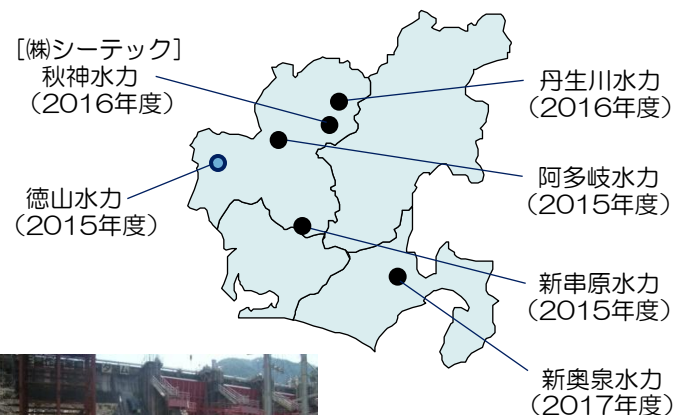 [㈱シーテック]
秋神水力
（2016年度）
徳山水力
（2015年度）
丹生川水力
（2016年度）
阿多岐水力
（2015年度）
新串原水力
（2015年度）
新奥泉水力
（2017年度）